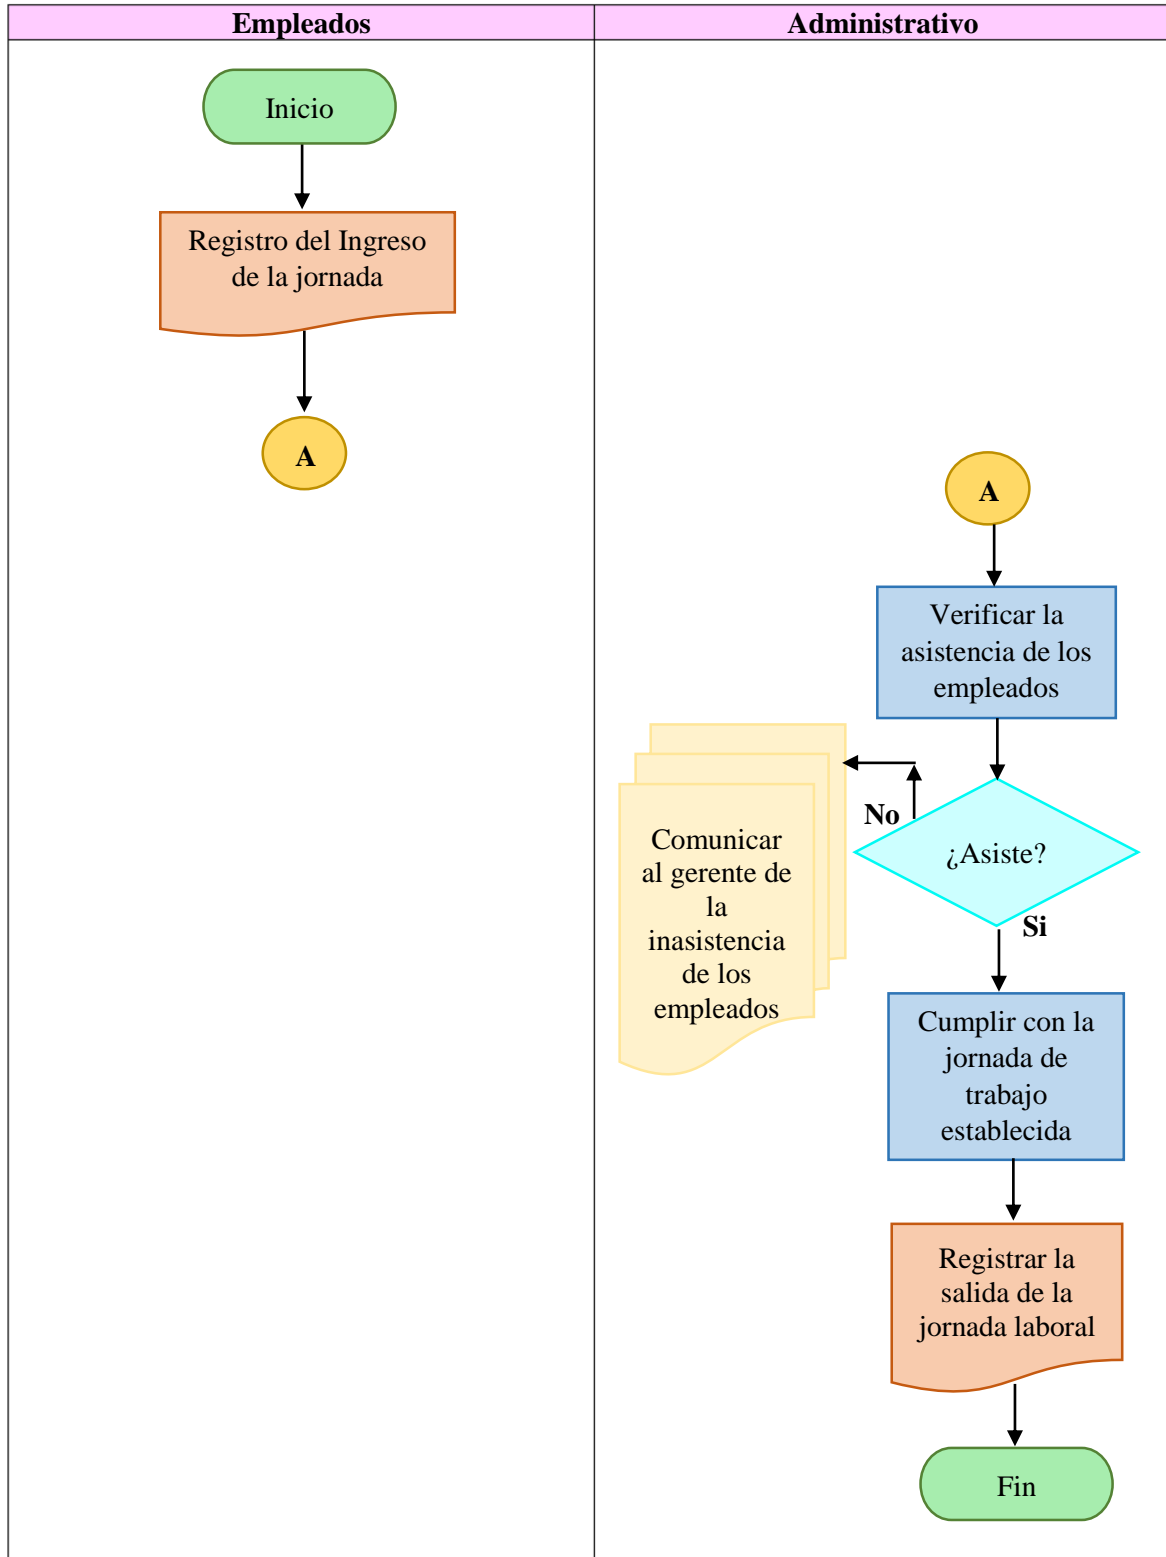 Empleados
Administrativo
Inicio
Registro del Ingreso
de la jornada
A
A
Verificar la
asistencia de los
empleados
No
¿Asiste?
Si
Comunicar
al gerente de
la
inasistencia
de los
empleados
Cumplir con la
jornada de
trabajo
establecida
Registrar la
salida de la
jornada laboral
Fin